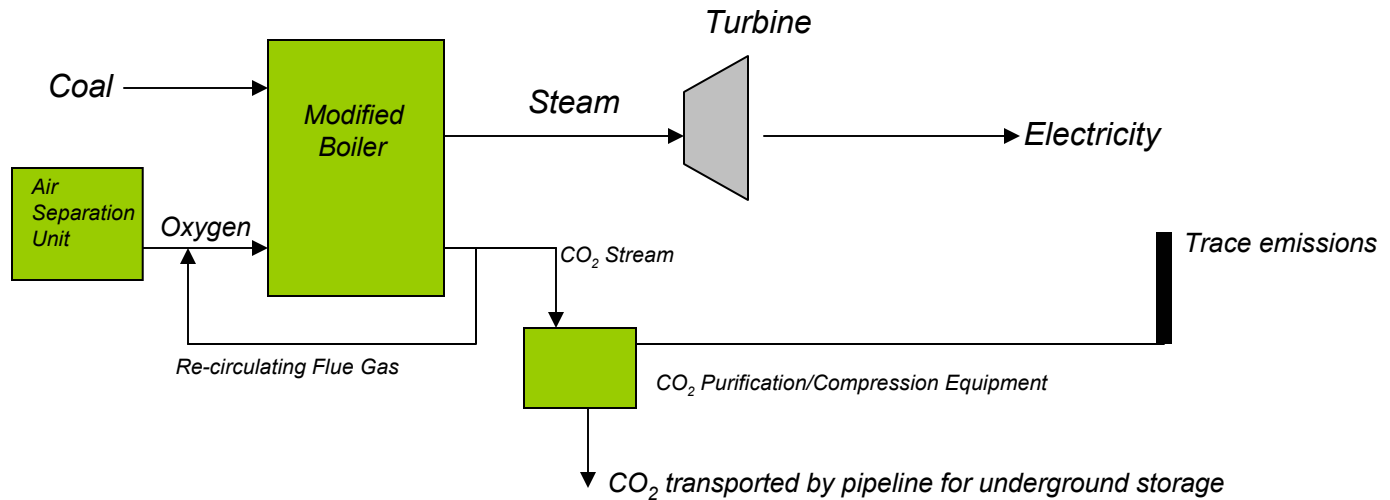 Turbine
Coal
Modified
Boiler
Steam
Electricity
Air
Separation
Unit
Oxygen
CO₂ Stream
Trace emissions
Re-circulating Flue Gas
CO₂ Purification/Compression Equipment
CO₂ transported by pipeline for underground storage